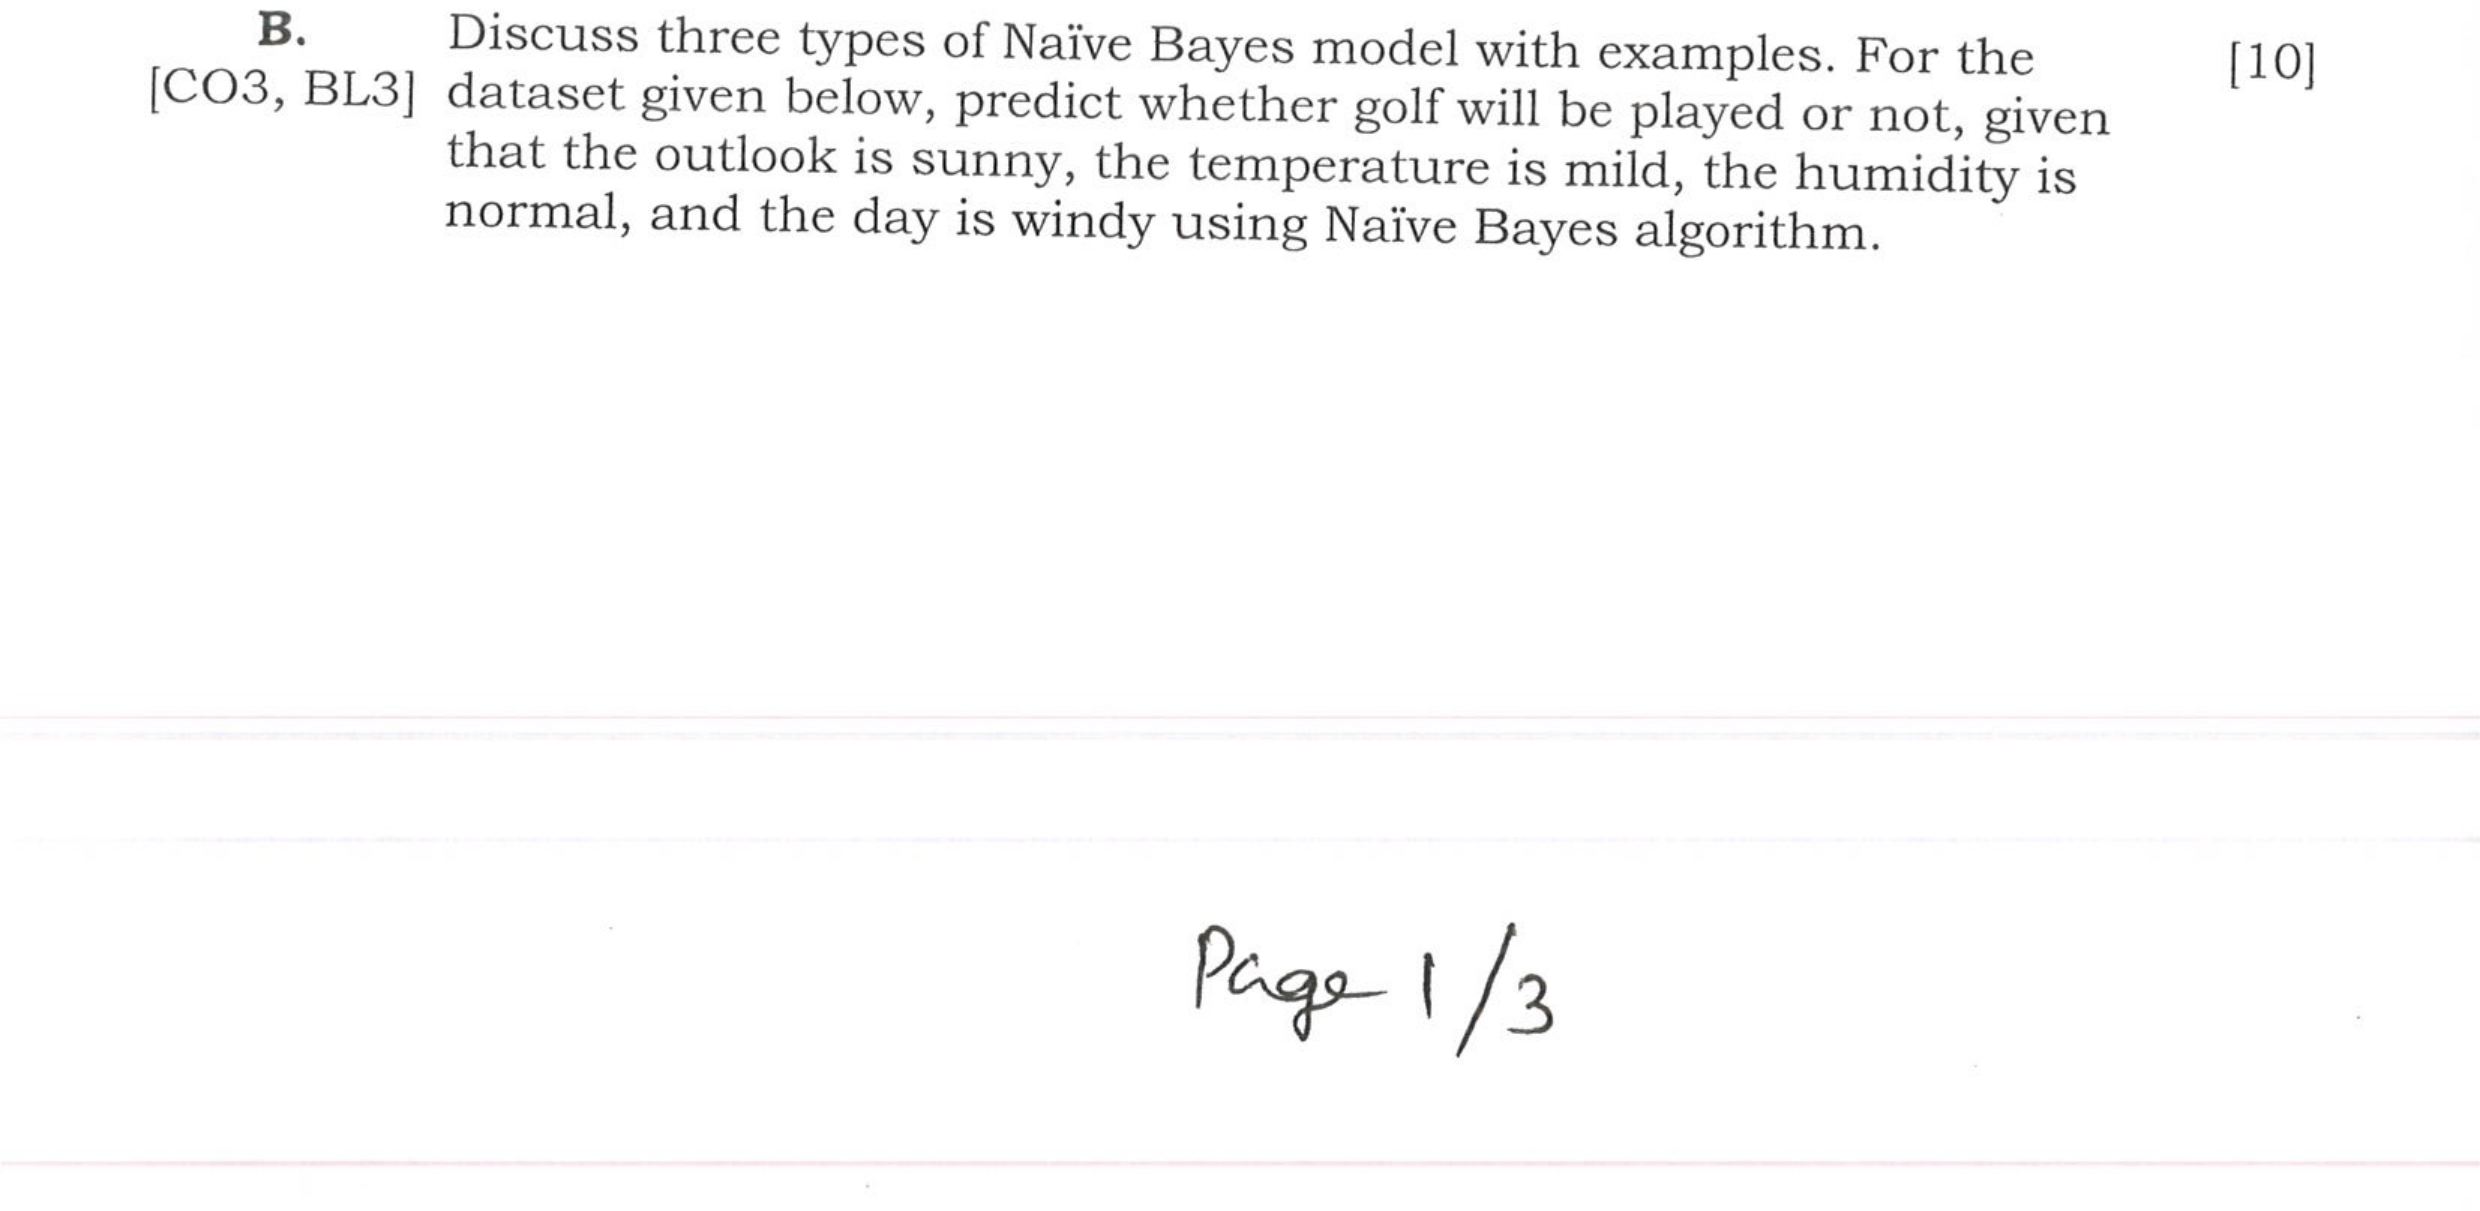 B. Discuss three types of Naïve Bayes model with examples. For the [10]
[CO3, BL3] dataset given below, predict whether golf will be played or not, given
that the outlook is sunny, the temperature is mild, the humidity is
normal, and the day is windy using Naïve Bayes algorithm.
Page 1/3